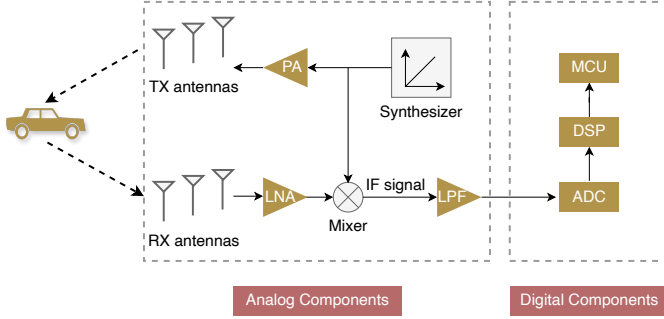 TX antennas
PA
Synthesizer
MCU
DSP
ADC
RX antennas
LNA
Mixer
IF signal
LPF
Analog Components
Digital Components